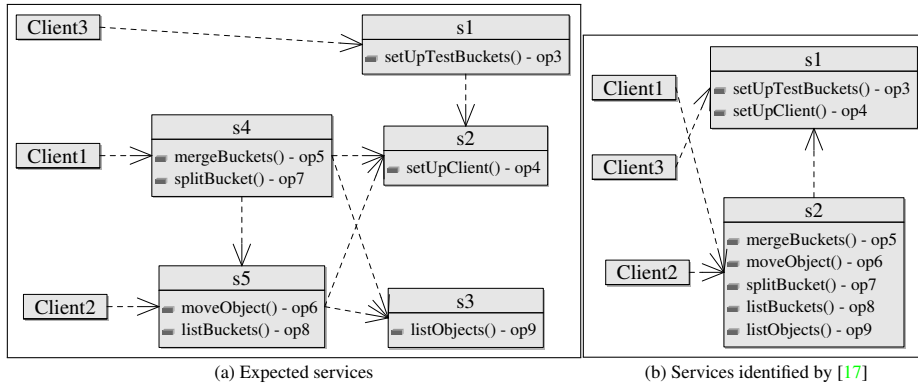 Client3
s1
setUpTestBuckets() - op3
s4
mergeBuckets() - op5
splitBucket() - op7
Client1
s2
setUpClient() - op4
s5
moveObject() - op6
listBuckets() - op8
Client2
s3
listObjects() - op9
(a) Expected services
s1
setUpTestBuckets() - op3
setUpClient() - op4
Client1
Client3
s2
mergeBuckets() - op5
moveObject() - op6
splitBucket() - op7
listBuckets() - op8
listObjects() - op9
Client2
(b) Services identified by [17]